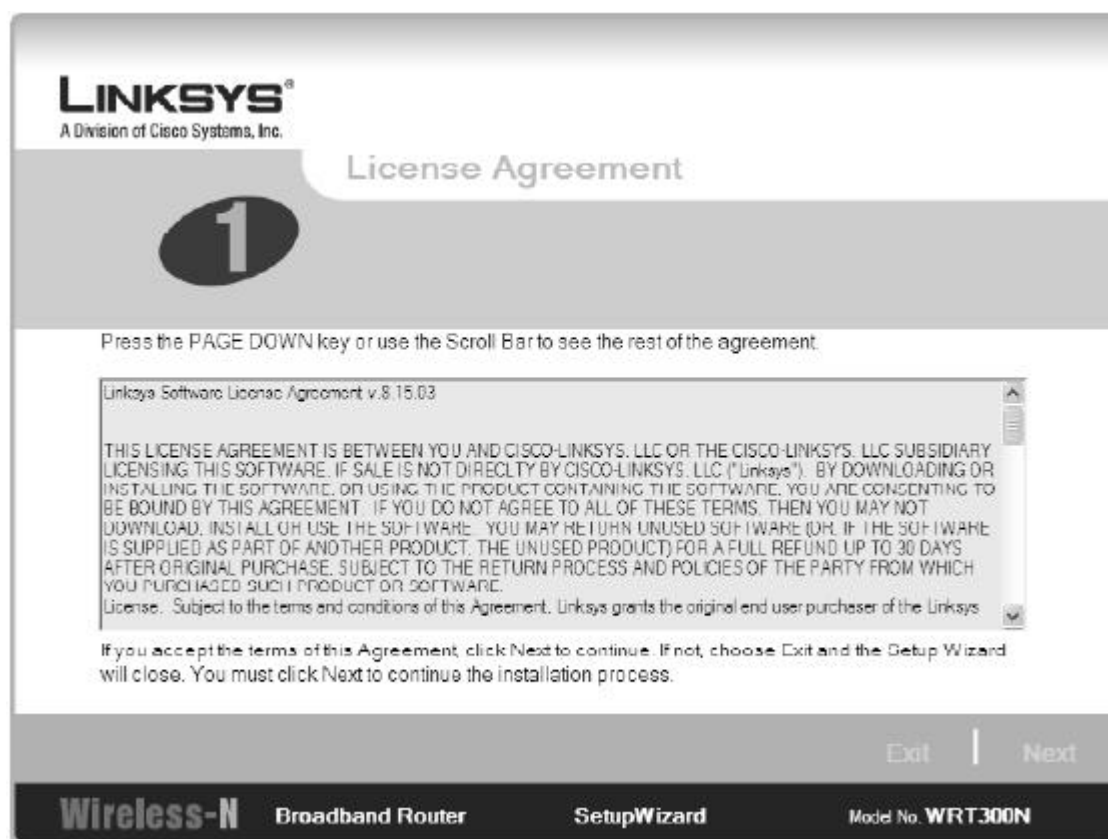 LINKSYS®
A Division of Cisco Systems, Inc.
License Agreement
1
Press the PAGE DOWN key or use the Scroll Bar to see the rest of the agreement.
Linksys Software License Agreement v.8.15.03
THIS LICENSE AGREEMENT IS BETWEEN YOU AND CISCO-LINKSYS, LLC OR THE CISCO-LINKSYS, LLC SUBSIDIARY
LICENSING THIS SOFTWARE, IF SALE IS NOT DIRECLTY BY CISCO-LINKSYS, LLC ("Linksys"). BY DOWNLOADING OR
INSTALLING THE SOFTWARE, OR USING THE PRODUCT CONTAINING THE SOFTWARE, YOU ARE CONSENTING TO
BE BOUND BY THIS AGREEMENT. IF YOU DO NOT AGREE TO ALL OF THESE TERMS, THEN YOU MAY NOT
DOWNLOAD, INSTALL OR USE THE SOFTWARE. YOU MAY RETURN UNUSED SOFTWARE (OR, IF THE SOFTWARE
IS SUPPLIED AS PART OF ANOTHER PRODUCT, THE UNUSED PRODUCT) FOR A FULL REFUND UP TO 30 DAYS
AFTER ORIGINAL PURCHASE, SUBJECT TO THE RETURN PROCESS AND POLICIES OF THE PARTY FROM WHICH
YOU PURCHASED SUCH PRODUCT OR SOFTWARE.
License. Subject to the terms and conditions of this Agreement, Linksys grants the original end user purchaser of the Linksys
If you accept the terms of this Agreement, click Next to continue. If not, choose Exit and the Setup Wizard
will close. You must click Next to continue the installation process.
Exit | Next
Wireless-N Broadband Router SetupWizard Model No. WRT300N